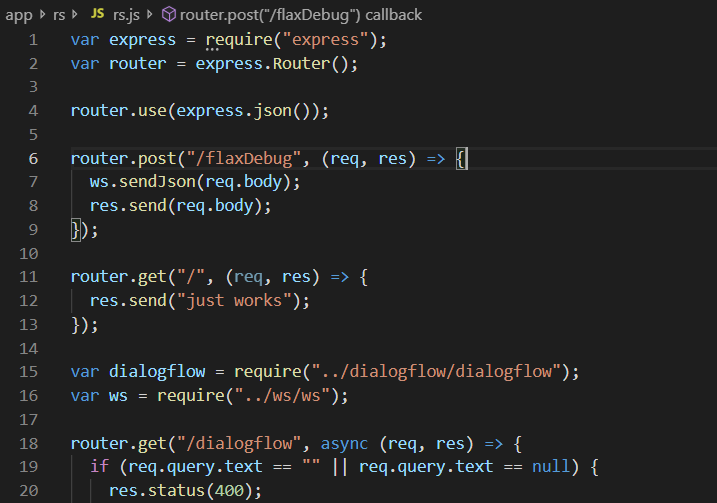 app > rs > JS rs.js > router.post("/flaxDebug") callback
1 var express = require("express");
2 var router = express.Router();
3
4 router.use(express.json());
5
6 router.post("/flaxDebug", (req, res) => {
7   ws.sendJson(req.body);
8   res.send(req.body);
9 });
10
11 router.get("/", (req, res) => {
12   res.send("just works");
13 });
14
15 var dialogflow = require("../dialogflow/dialogflow");
16 var ws = require("../ws/ws");
17
18 router.get("/dialogflow", async (req, res) => {
19   if (req.query.text == "" || req.query.text == null) {
20     res.status(400);